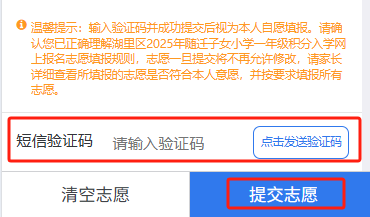 温馨提示：输入验证码并成功提交后视为本人自愿填报。请确
认您已正确理解湖里区2025年随迁子女小学一年级积分入学网
上报名志愿填报规则，志愿一旦提交将不再允许修改，请家长
详细查看所填报的志愿是否符合本人意愿，并按要求填报所有
志愿。
短信验证码 请输入验证码 点击发送验证码
清空志愿 提交志愿